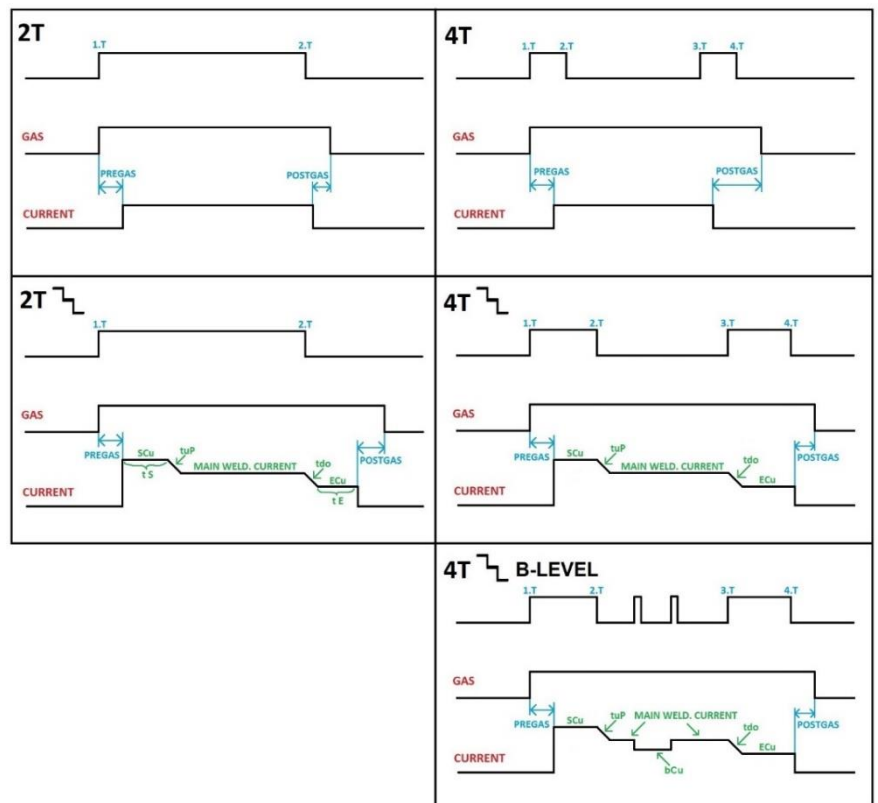 2T
1.T 2.T
GAS
PREGAS POSTGAS
CURRENT
4T
1.T 2.T 3.T 4.T
GAS
PREGAS POSTGAS
CURRENT
2T
1.T 2.T
GAS
PREGAS SCu tuP MAIN WELD. CURRENT tdo POSTGAS
t S ECu
CURRENT t E
4T
1.T 2.T 3.T 4.T
GAS
PREGAS SCu tuP MAIN WELD. CURRENT tdo POSTGAS
CURRENT ECu
4T B-LEVEL
1.T 2.T 3.T 4.T
GAS
PREGAS SCu tuP MAIN WELD. CURRENT tdo POSTGAS
CURRENT bCu ECu